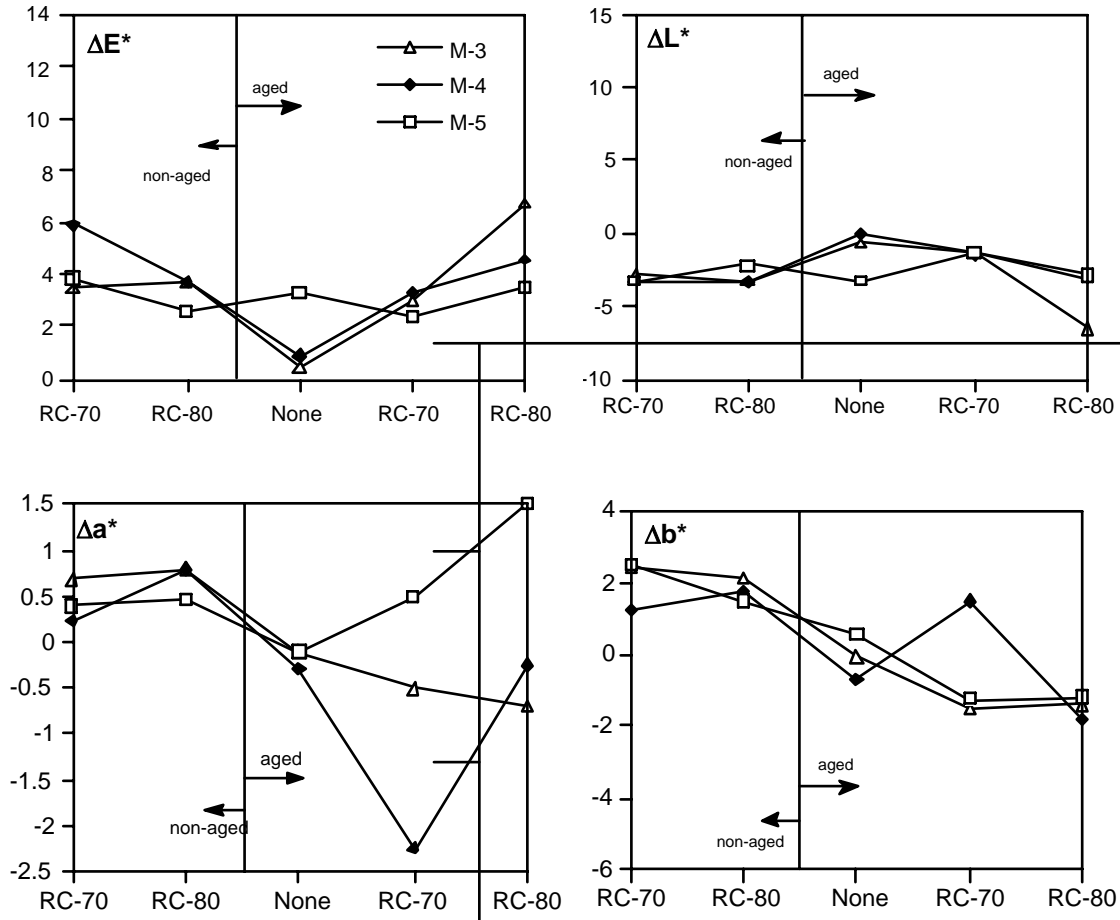 14
12
10
8
6
4
2
0
ΔE*
M-3
M-4
M-5
aged
non-aged
RC-70 RC-80 None RC-70 RC-80
15
10
5
0
-5
-10
ΔL*
aged
non-aged
RC-70 RC-80 None RC-70 RC-80
1.5
1
0.5
0
-0.5
-1
-1.5
-2
-2.5
Δa*
aged
non-aged
RC-70 RC-80 None RC-70 RC-80
4
2
0
-2
-4
-6
Δb*
aged
non-aged
RC-70 RC-80 None RC-70 RC-80